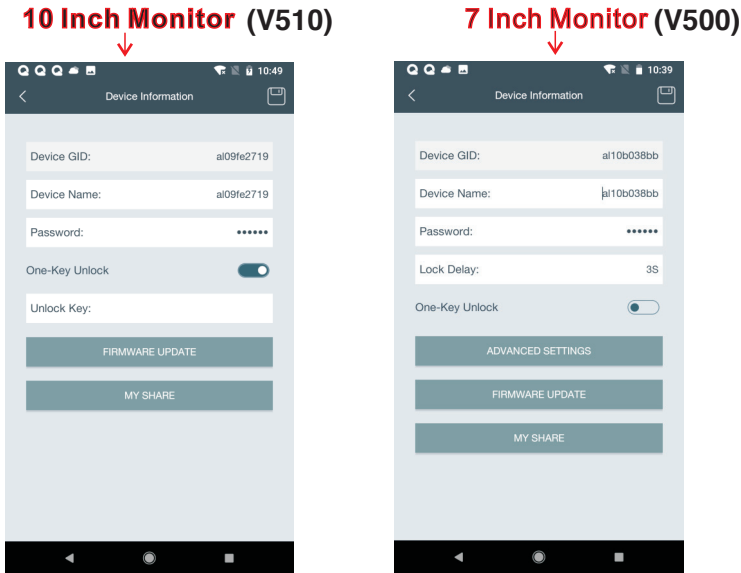 10 Inch Monitor (V510)
10:49
Device Information
Device GID: al09fe2719
Device Name: al09fe2719
Password: ••••••
One-Key Unlock
Unlock Key:
FIRMWARE UPDATE
MY SHARE
7 Inch Monitor (V500)
10:39
Device Information
Device GID: al10b038bb
Device Name: al10b038bb
Password: ••••••
Lock Delay: 3S
One-Key Unlock
ADVANCED SETTINGS
FIRMWARE UPDATE
MY SHARE